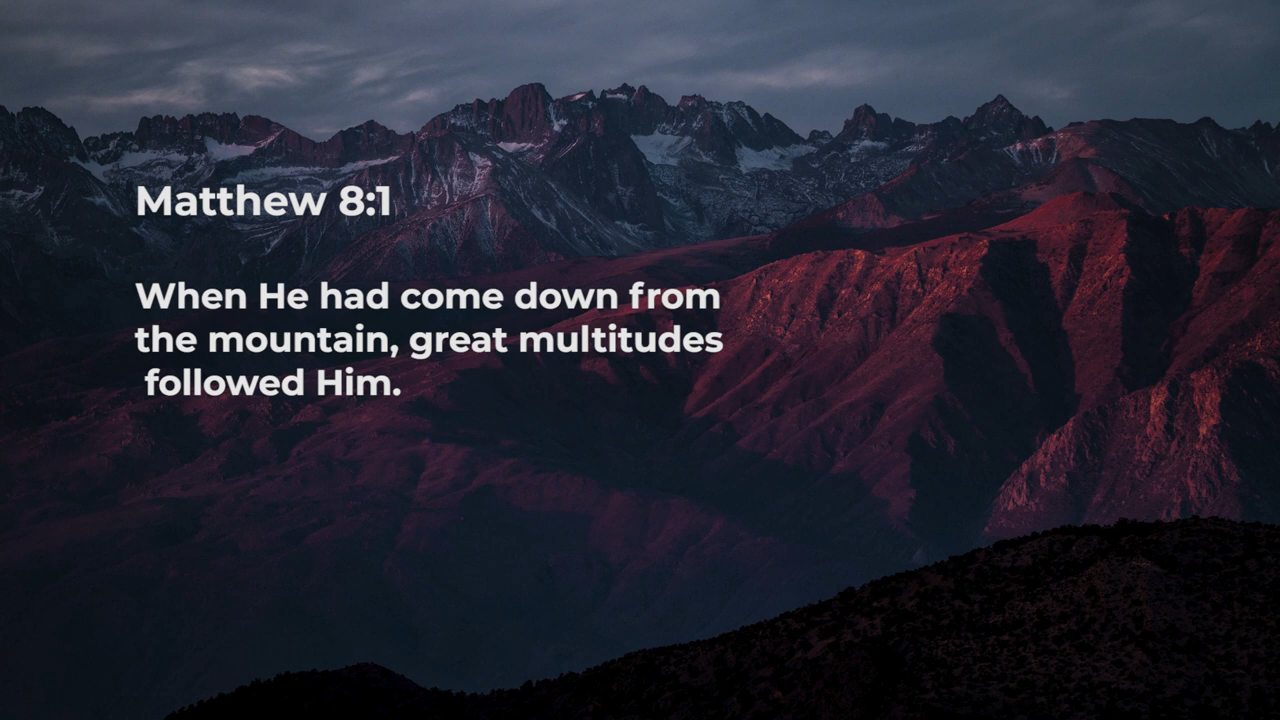 Matthew 8:1
When He had come down from
the mountain, great multitudes
followed Him.